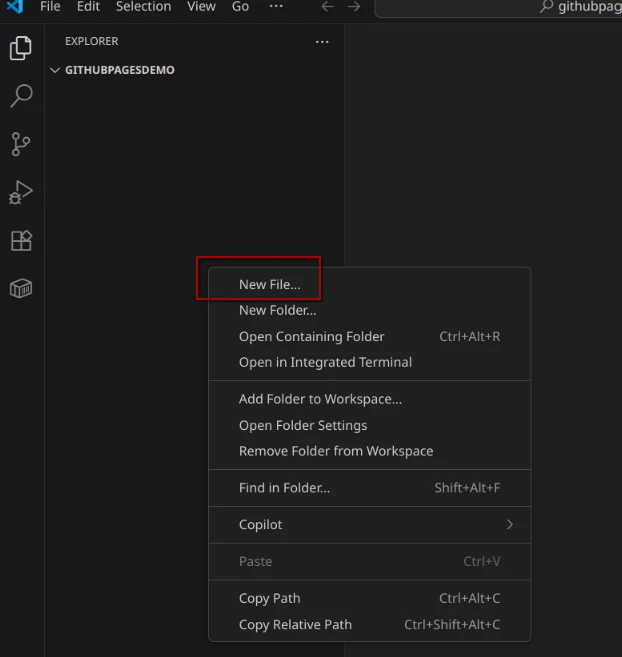 File Edit Selection View Go ··· githubpag
EXPLORER ···
GITHUBPAGESDEMO
New File...
New Folder...
Open Containing Folder Ctrl+Alt+R
Open in Integrated Terminal
Add Folder to Workspace...
Open Folder Settings
Remove Folder from Workspace
Find in Folder... Shift+Alt+F
Copilot
Paste Ctrl+V
Copy Path Ctrl+Alt+C
Copy Relative Path Ctrl+Shift+Alt+C